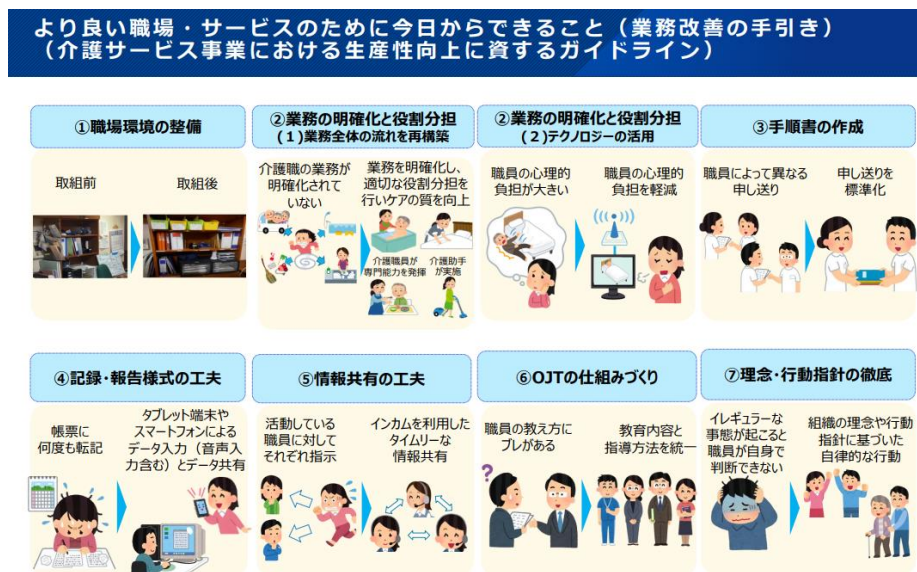 より良い職場・サービスのために今日からできること（業務改善の手引き）
（介護サービス事業における生産性向上に資するガイドライン）
①職場環境の整備
取組前
取組後
②業務の明確化と役割分担
(１)業務全体の流れを再構築
介護職の業務が
明確化されて
いない
業務を明確化し、
適切な役割分担を
行いケアの質を向上
介護職員が
専門能力を発揮
介護助手
が実施
②業務の明確化と役割分担
(２)テクノロジーの活用
職員の心理的
負担が大きい
職員の心理的
負担を軽減
③手順書の作成
職員によって異なる
申し送り
申し送りを
標準化
④記録・報告様式の工夫
帳票に
何度も転記
タブレット端末や
スマートフォンによる
データ入力（音声入
力含む）とデータ共有
⑤情報共有の工夫
活動している
職員に対して
それぞれ指示
インカムを利用した
タイムリーな
情報共有
⑥OJTの仕組みづくり
職員の教え方に
ブレがある
?
教育内容と
指導方法を統一
⑦理念・行動指針の徹底
イレギュラーな
事態が起こると
職員が自身で
判断できない
組織の理念や行動
指針に基づいた
自律的な行動